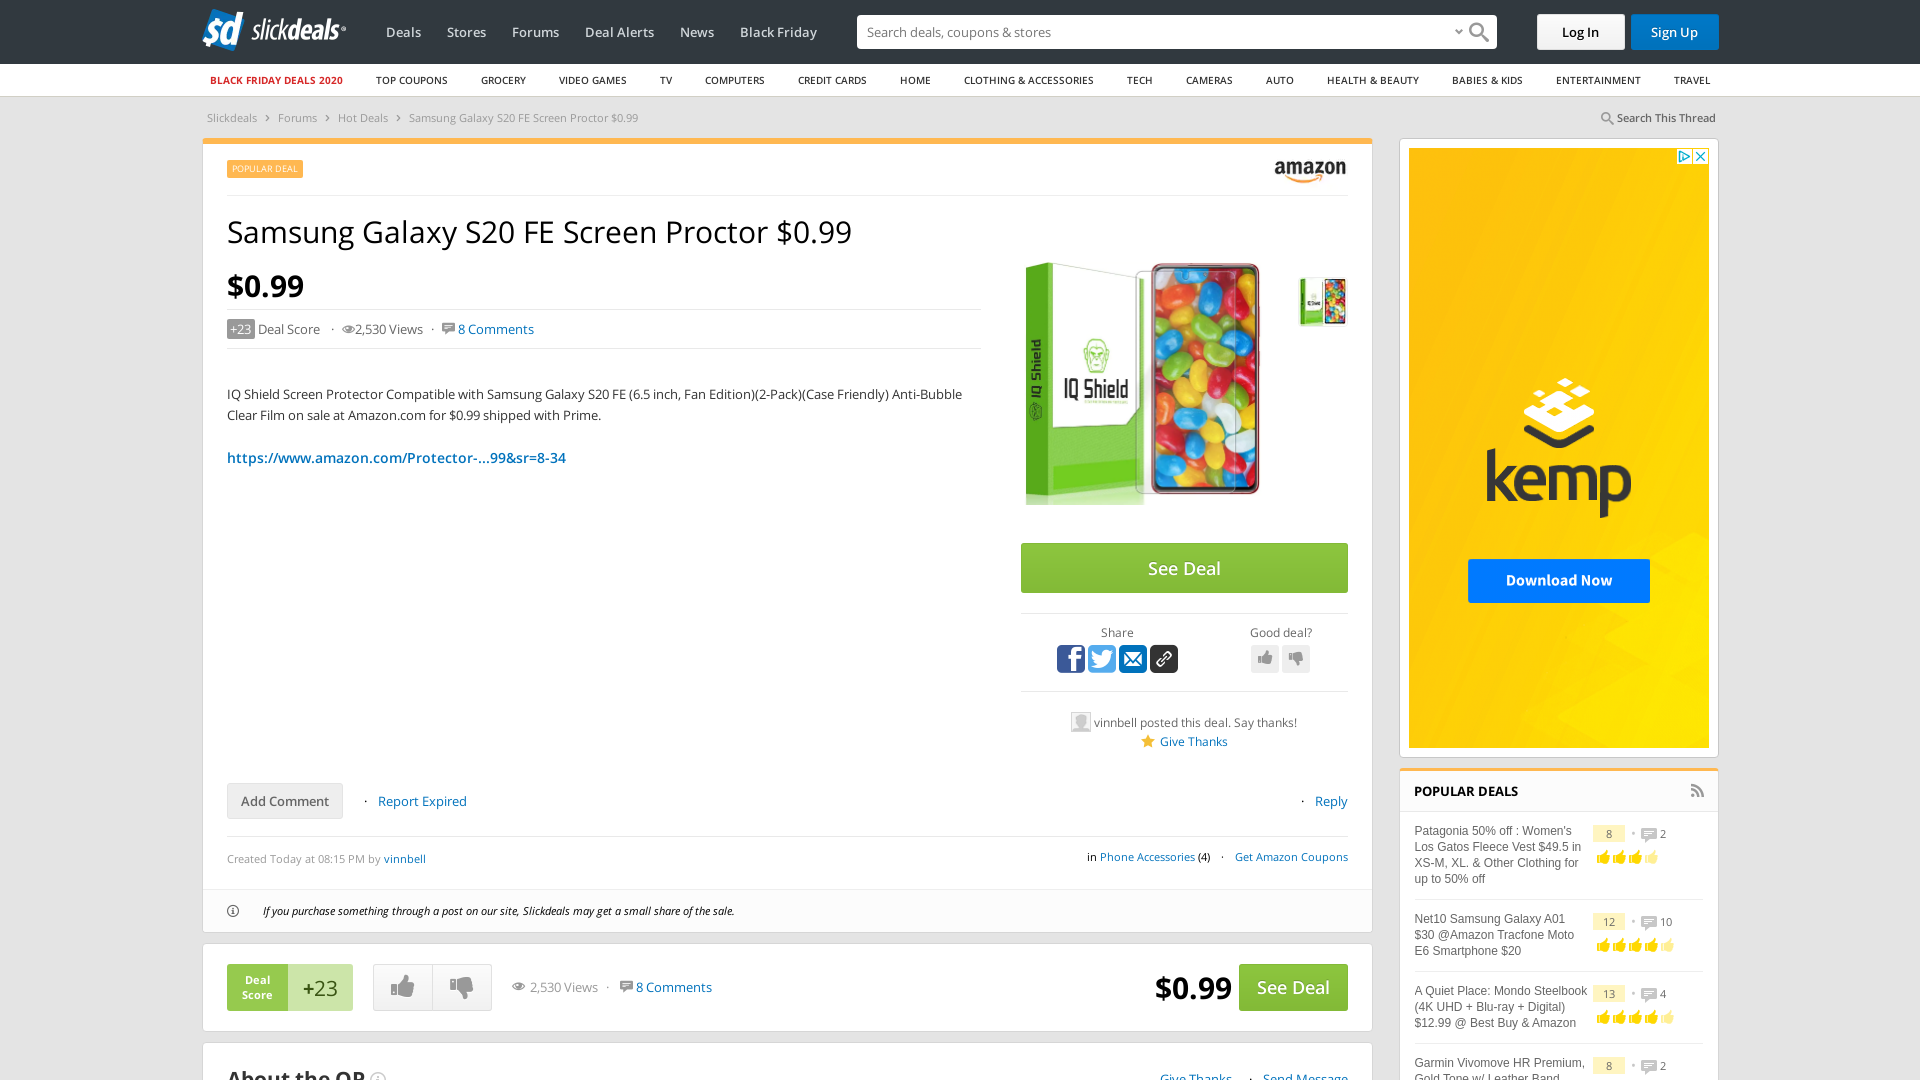 slickdeals
Deals
Stores
Forums
Deal Alerts
News
Black Friday
Search deals, coupons & stores
Log In
Sign Up
BLACK FRIDAY DEALS 2020
TOP COUPONS
GROCERY
VIDEO GAMES
TV
COMPUTERS
CREDIT CARDS
HOME
CLOTHING & ACCESSORIES
TECH
CAMERAS
AUTO
HEALTH & BEAUTY
BABIES & KIDS
ENTERTAINMENT
TRAVEL
Slickdeals > Forums > Hot Deals > Samsung Galaxy S20 FE Screen Proctor $0.99
Search This Thread
POPULAR DEAL
amazon
Samsung Galaxy S20 FE Screen Proctor $0.99
$0.99
+23 Deal Score · 2,530 Views · 8 Comments
IQ Shield Screen Protector Compatible with Samsung Galaxy S20 FE (6.5 inch, Fan Edition)(2-Pack)(Case Friendly) Anti-Bubble
Clear Film on sale at Amazon.com for $0.99 shipped with Prime.
https://www.amazon.com/Protector-...99&sr=8-34
IQ Shield
IQ Shield
See Deal
Share
Good deal?
vinnbell posted this deal. Say thanks!
Give Thanks
Add Comment · Report Expired
· Reply
Created Today at 08:15 PM by vinnbell
in Phone Accessories (4) · Get Amazon Coupons
If you purchase something through a post on our site, Slickdeals may get a small share of the sale.
Deal
Score
+23
2,530 Views · 8 Comments
$0.99
See Deal
About the OP
Give Thanks · Send Message
kemp
Download Now
POPULAR DEALS
Patagonia 50% off : Women's
Los Gatos Fleece Vest $49.5 in
XS-M, XL. & Other Clothing for
up to 50% off
8 • 2
Net10 Samsung Galaxy A01
$30 @Amazon Tracfone Moto
E6 Smartphone $20
12 • 10
A Quiet Place: Mondo Steelbook
(4K UHD + Blu-ray + Digital)
$12.99 @ Best Buy & Amazon
13 • 4
Garmin Vivomove HR Premium,
Gold Tone w/ Leather Band
8 • 2